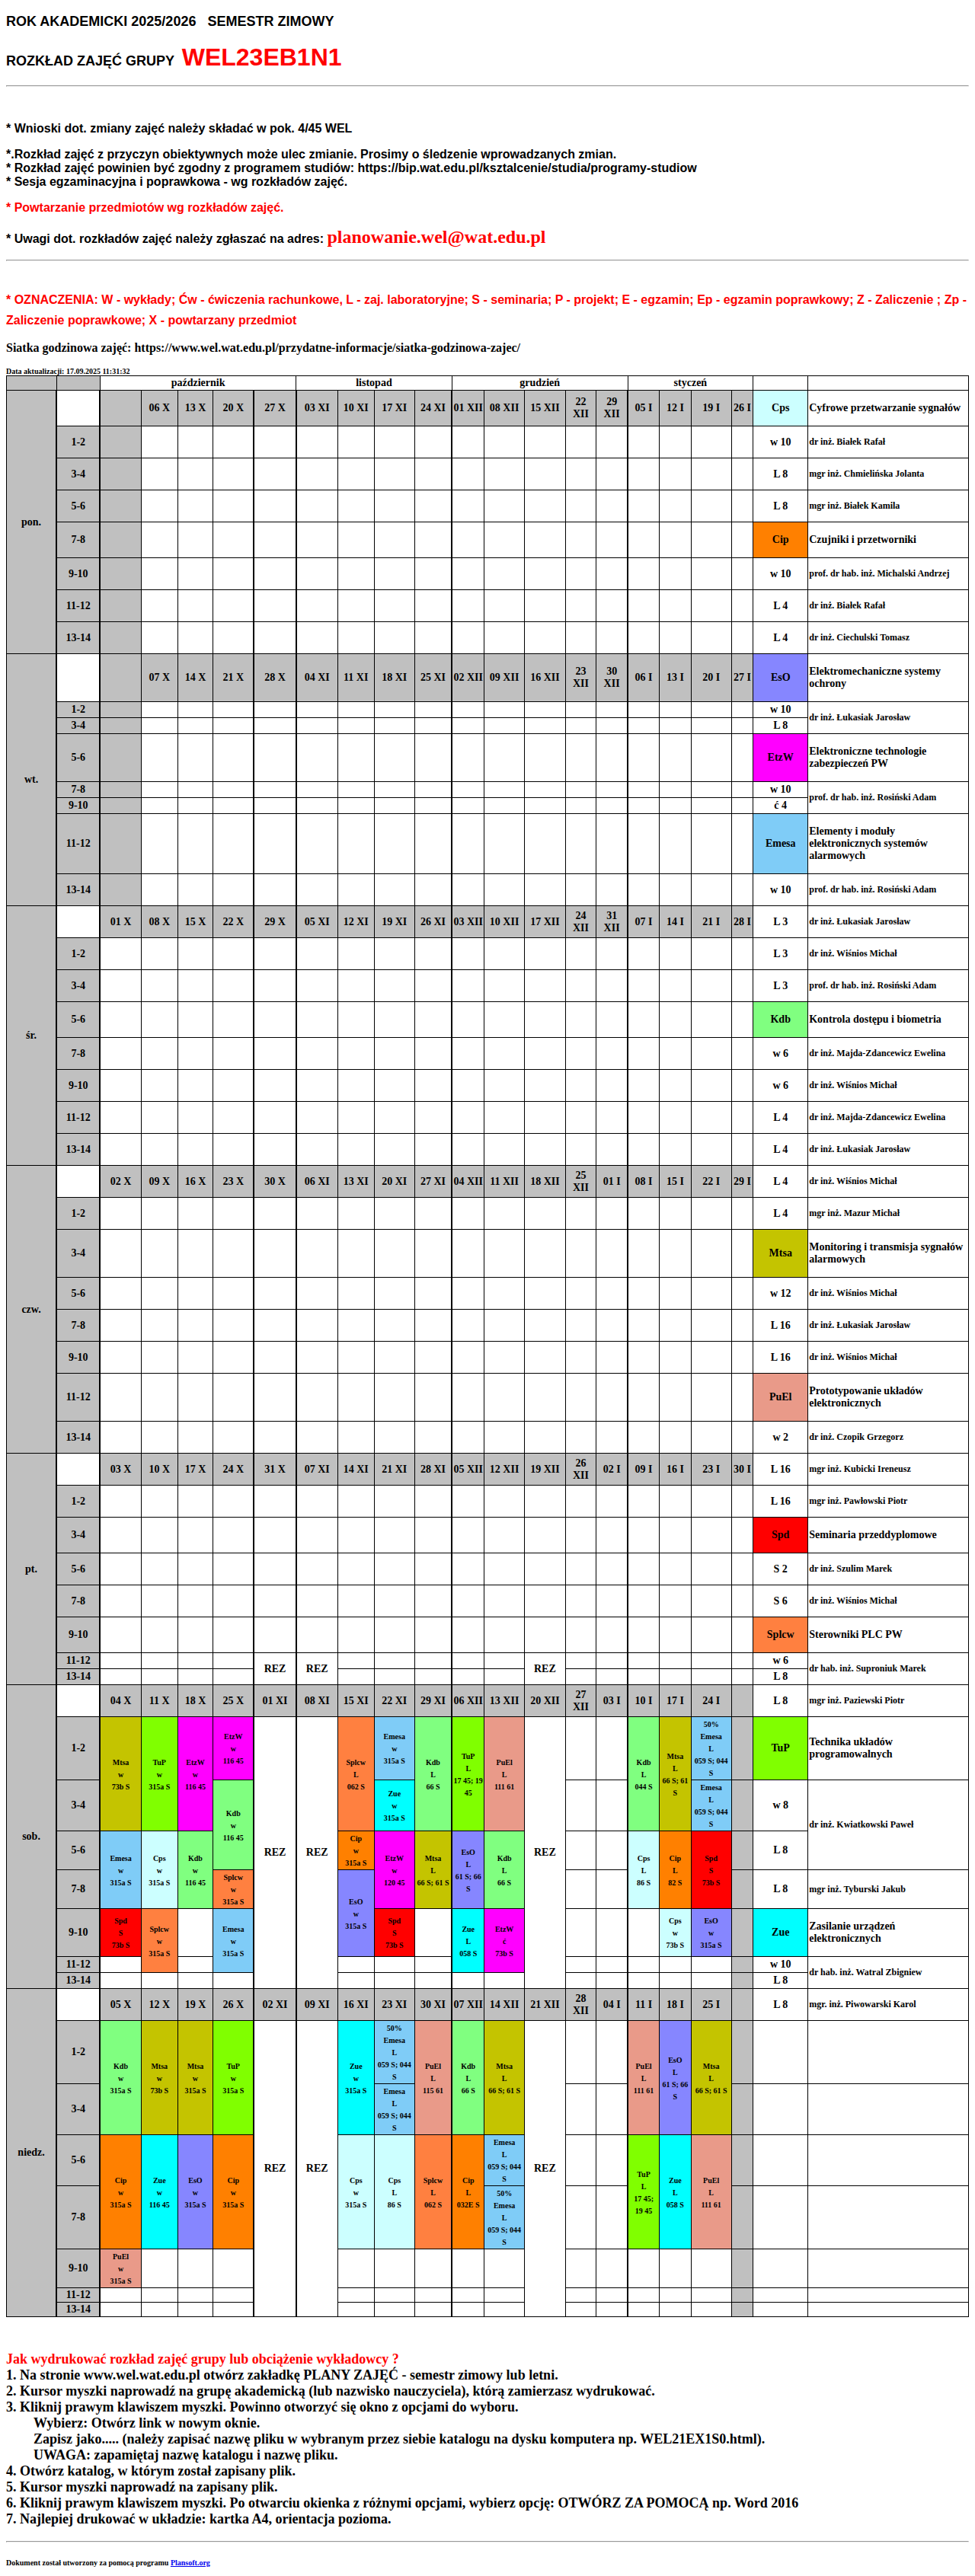 ROK AKADEMICKI 2025/2026 SEMESTR ZIMOWY
ROZKŁAD ZAJĘĆ GRUPY WEL23EB1N1
* Wnioski dot. zmiany zajęć należy składać w pok. 4/45 WEL
*.Rozkład zajęć z przyczyn obiektywnych może ulec zmianie. Prosimy o śledzenie wprowadzanych zmian.
* Rozkład zajęć powinien być zgodny z programem studiów: https://bip.wat.edu.pl/ksztalcenie/studia/programy-studiow
* Sesja egzaminacyjna i poprawkowa - wg rozkładów zajęć.
* Powtarzanie przedmiotów wg rozkładów zajęć.
* Uwagi dot. rozkładów zajęć należy zgłaszać na adres: planowanie.wel@wat.edu.pl
* OZNACZENIA: W - wykłady; Ćw - ćwiczenia rachunkowe, L - zaj. laboratoryjne; S - seminaria; P - projekt; E - egzamin; Ep - egzamin poprawkowy; Z - Zaliczenie ; Zp -
Zaliczenie poprawkowe; X - powtarzany przedmiot
Siatka godzinowa zajęć: https://www.wel.wat.edu.pl/przydatne-informacje/siatka-godzinowa-zajec/
Data aktualizacji: 17.09.2025 11:31:32
październik listopad grudzień styczeń
pon. 06 X 13 X 20 X 27 X 03 XI 10 XI 17 XI 24 XI 01 XII 08 XII 15 XII 22 XII 29 XII 05 I 12 I 19 I 26 I Cps Cyfrowe przetwarzanie sygnałów
1-2 w 10 dr inż. Białek Rafał
3-4 L 8 mgr inż. Chmielińska Jolanta
5-6 L 8 mgr inż. Białek Kamila
7-8 Cip Czujniki i przetworniki
9-10 w 10 prof. dr hab. inż. Michalski Andrzej
11-12 L 4 dr inż. Białek Rafał
13-14 L 4 dr inż. Ciechulski Tomasz
wt. 07 X 14 X 21 X 28 X 04 XI 11 XI 18 XI 25 XI 02 XII 09 XII 16 XII 23 XII 30 XII 06 I 13 I 20 I 27 I EsO Elektromechaniczne systemy ochrony
1-2 w 10 dr inż. Łukasiak Jarosław
3-4 L 8
5-6 EtzW Elektroniczne technologie zabezpieczeń PW
7-8 w 10 prof. dr hab. inż. Rosiński Adam
9-10 ć 4
11-12 Emesa Elementy i moduły elektronicznych systemów alarmowych
13-14 w 10 prof. dr hab. inż. Rosiński Adam
śr. 01 X 08 X 15 X 22 X 29 X 05 XI 12 XI 19 XI 26 XI 03 XII 10 XII 17 XII 24 XII 31 XII 07 I 14 I 21 I 28 I L 3 dr inż. Łukasiak Jarosław
1-2 L 3 dr inż. Wiśnios Michał
3-4 L 3 prof. dr hab. inż. Rosiński Adam
5-6 Kdb Kontrola dostępu i biometria
7-8 w 6 dr inż. Majda-Zdancewicz Ewelina
9-10 w 6 dr inż. Wiśnios Michał
11-12 L 4 dr inż. Majda-Zdancewicz Ewelina
13-14 L 4 dr inż. Łukasiak Jarosław
czw. 02 X 09 X 16 X 23 X 30 X 06 XI 13 XI 20 XI 27 XI 04 XII 11 XII 18 XII 25 XII 01 I 08 I 15 I 22 I 29 I L 4 dr inż. Wiśnios Michał
1-2 L 4 mgr inż. Mazur Michał
3-4 Mtsa Monitoring i transmisja sygnałów alarmowych
5-6 w 12 dr inż. Wiśnios Michał
7-8 L 16 dr inż. Łukasiak Jarosław
9-10 L 16 dr inż. Wiśnios Michał
11-12 PuEl Prototypowanie układów elektronicznych
13-14 w 2 dr inż. Czopik Grzegorz
pt. 03 X 10 X 17 X 24 X 31 X 07 XI 14 XI 21 XI 28 XI 05 XII 12 XII 19 XII 26 XII 02 I 09 I 16 I 23 I 30 I L 16 mgr inż. Kubicki Ireneusz
1-2 L 16 mgr inż. Pawłowski Piotr
3-4 Spd Seminaria przeddyplomowe
5-6 S 2 dr inż. Szulim Marek
7-8 S 6 dr inż. Wiśnios Michał
9-10 Splcw Sterowniki PLC PW
11-12 REZ REZ REZ w 6 dr hab. inż. Suproniuk Marek
13-14 L 8
sob. 04 X 11 X 18 X 25 X 01 XI 08 XI 15 XI 22 XI 29 XI 06 XII 13 XII 20 XII 27 XII 03 I 10 I 17 I 24 I L 8 mgr inż. Paziewski Piotr
1-2 Mtsa w 73b S TuP w 315a S EtzW w 116 45 EtzW w 116 45 REZ REZ Splcw L 062 S Emesa w 315a S Kdb L 66 S TuP L 17 45; 19 45 PuEl L 111 61 REZ Kdb L 044 S Mtsa L 66 S; 61 S 50% Emesa L 059 S; 044 S TuP Technika układów programowalnych
3-4 Kdb w 116 45 Zue w 315a S Emesa L 059 S; 044 S w 8 dr inż. Kwiatkowski Paweł
5-6 Emesa w 315a S Cps w 315a S Kdb w 116 45 Cip w 315a S EtzW w 120 45 Mtsa L 66 S; 61 S EsO L 61 S; 66 S Kdb L 66 S Cps L 86 S Cip L 82 S Spd S 73b S L 8
7-8 Splcw w 315a S EsO w 315a S L 8 mgr inż. Tyburski Jakub
9-10 Spd S 73b S Splcw w 315a S Emesa w 315a S Spd S 73b S Zue L 058 S EtzW ć 73b S Cps w 73b S EsO w 315a S Zue Zasilanie urządzeń elektronicznych
11-12 w 10 dr hab. inż. Watral Zbigniew
13-14 L 8
niedz. 05 X 12 X 19 X 26 X 02 XI 09 XI 16 XI 23 XI 30 XI 07 XII 14 XII 21 XII 28 XII 04 I 11 I 18 I 25 I L 8 mgr. inż. Piwowarski Karol
1-2 Kdb w 315a S Mtsa w 73b S Mtsa w 315a S TuP w 315a S REZ REZ Zue w 315a S 50% Emesa L 059 S; 044 S PuEl L 115 61 Kdb L 66 S Mtsa L 66 S; 61 S REZ PuEl L 111 61 EsO L 61 S; 66 S Mtsa L 66 S; 61 S
3-4 Emesa L 059 S; 044 S
5-6 Cip w 315a S Zue w 116 45 EsO w 315a S Cip w 315a S Cps w 315a S Cps L 86 S Splcw L 062 S Cip L 032E S Emesa L 059 S; 044 S TuP L 17 45; 19 45 Zue L 058 S PuEl L 111 61
7-8 50% Emesa L 059 S; 044 S
9-10 PuEl w 315a S
11-12
13-14
Jak wydrukować rozkład zajęć grupy lub obciążenie wykładowcy ?
1. Na stronie www.wel.wat.edu.pl otwórz zakładkę PLANY ZAJĘĆ - semestr zimowy lub letni.
2. Kursor myszki naprowadź na grupę akademicką (lub nazwisko nauczyciela), którą zamierzasz wydrukować.
3. Kliknij prawym klawiszem myszki. Powinno otworzyć się okno z opcjami do wyboru.
Wybierz: Otwórz link w nowym oknie.
Zapisz jako..... (należy zapisać nazwę pliku w wybranym przez siebie katalogu na dysku komputera np. WEL21EX1S0.html).
UWAGA: zapamiętaj nazwę katalogu i nazwę pliku.
4. Otwórz katalog, w którym został zapisany plik.
5. Kursor myszki naprowadź na zapisany plik.
6. Kliknij prawym klawiszem myszki. Po otwarciu okienka z różnymi opcjami, wybierz opcję: OTWÓRZ ZA POMOCĄ np. Word 2016
7. Najlepiej drukować w układzie: kartka A4, orientacja pozioma.
Dokument został utworzony za pomocą programu Plansoft.org